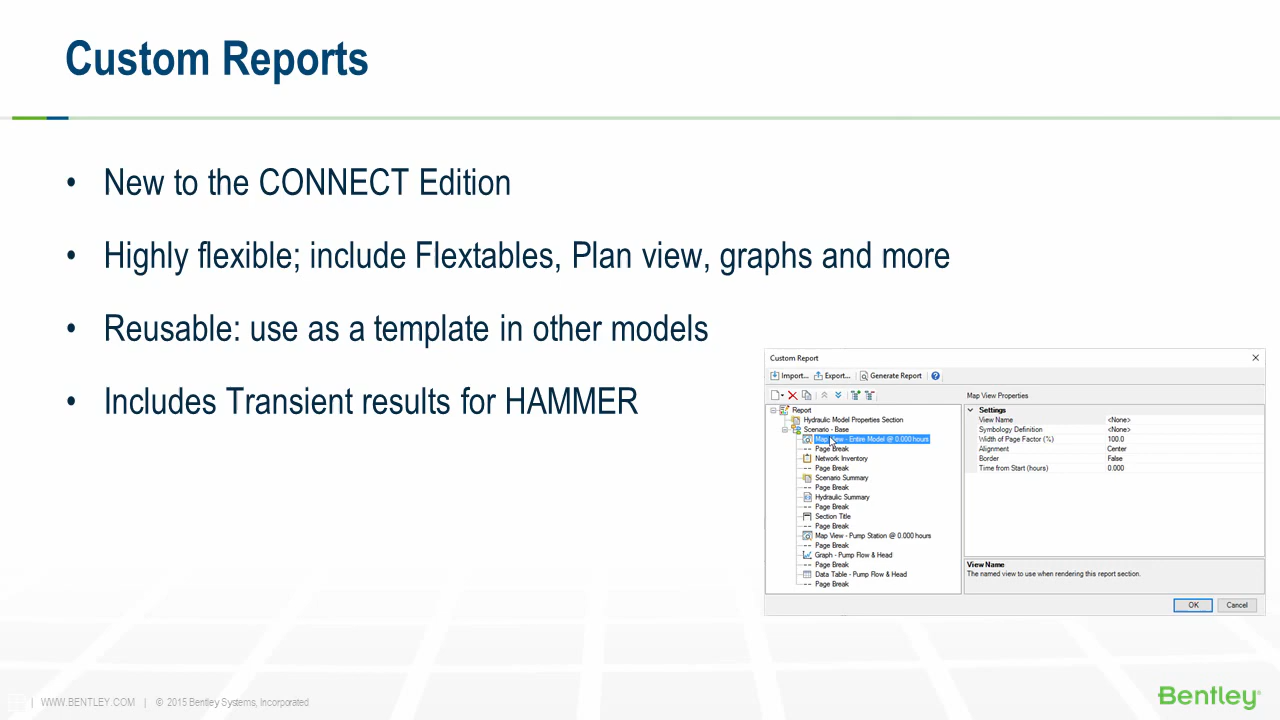 Custom Reports
• New to the CONNECT Edition
• Highly flexible; include Flextables, Plan view, graphs and more
• Reusable: use as a template in other models
• Includes Transient results for HAMMER
Custom Report
Import... Export... Generate Report
Map View Properties
Report
Hydraulic Model Properties Section
Scenario - Base
Map View - Entire Model @ 0.000 hours
Page Break
Network Inventory
Page Break
Scenario Summary
Page Break
Hydraulic Summary
Page Break
Section Title
Page Break
Map View - Pump Station @ 0.000 hours
Page Break
Graph - Pump Flow & Head
Page Break
Data Table - Pump Flow & Head
Page Break
Settings
View Name <None>
Symbology Definition <None>
Width of Page Factor (%) 100.0
Alignment Center
Border False
Time from Start (hours) 0.000
View Name
The named view to use when rendering this report section.
OK Cancel
| WWW.BENTLEY.COM | © 2015 Bentley Systems, Incorporated
Bentley